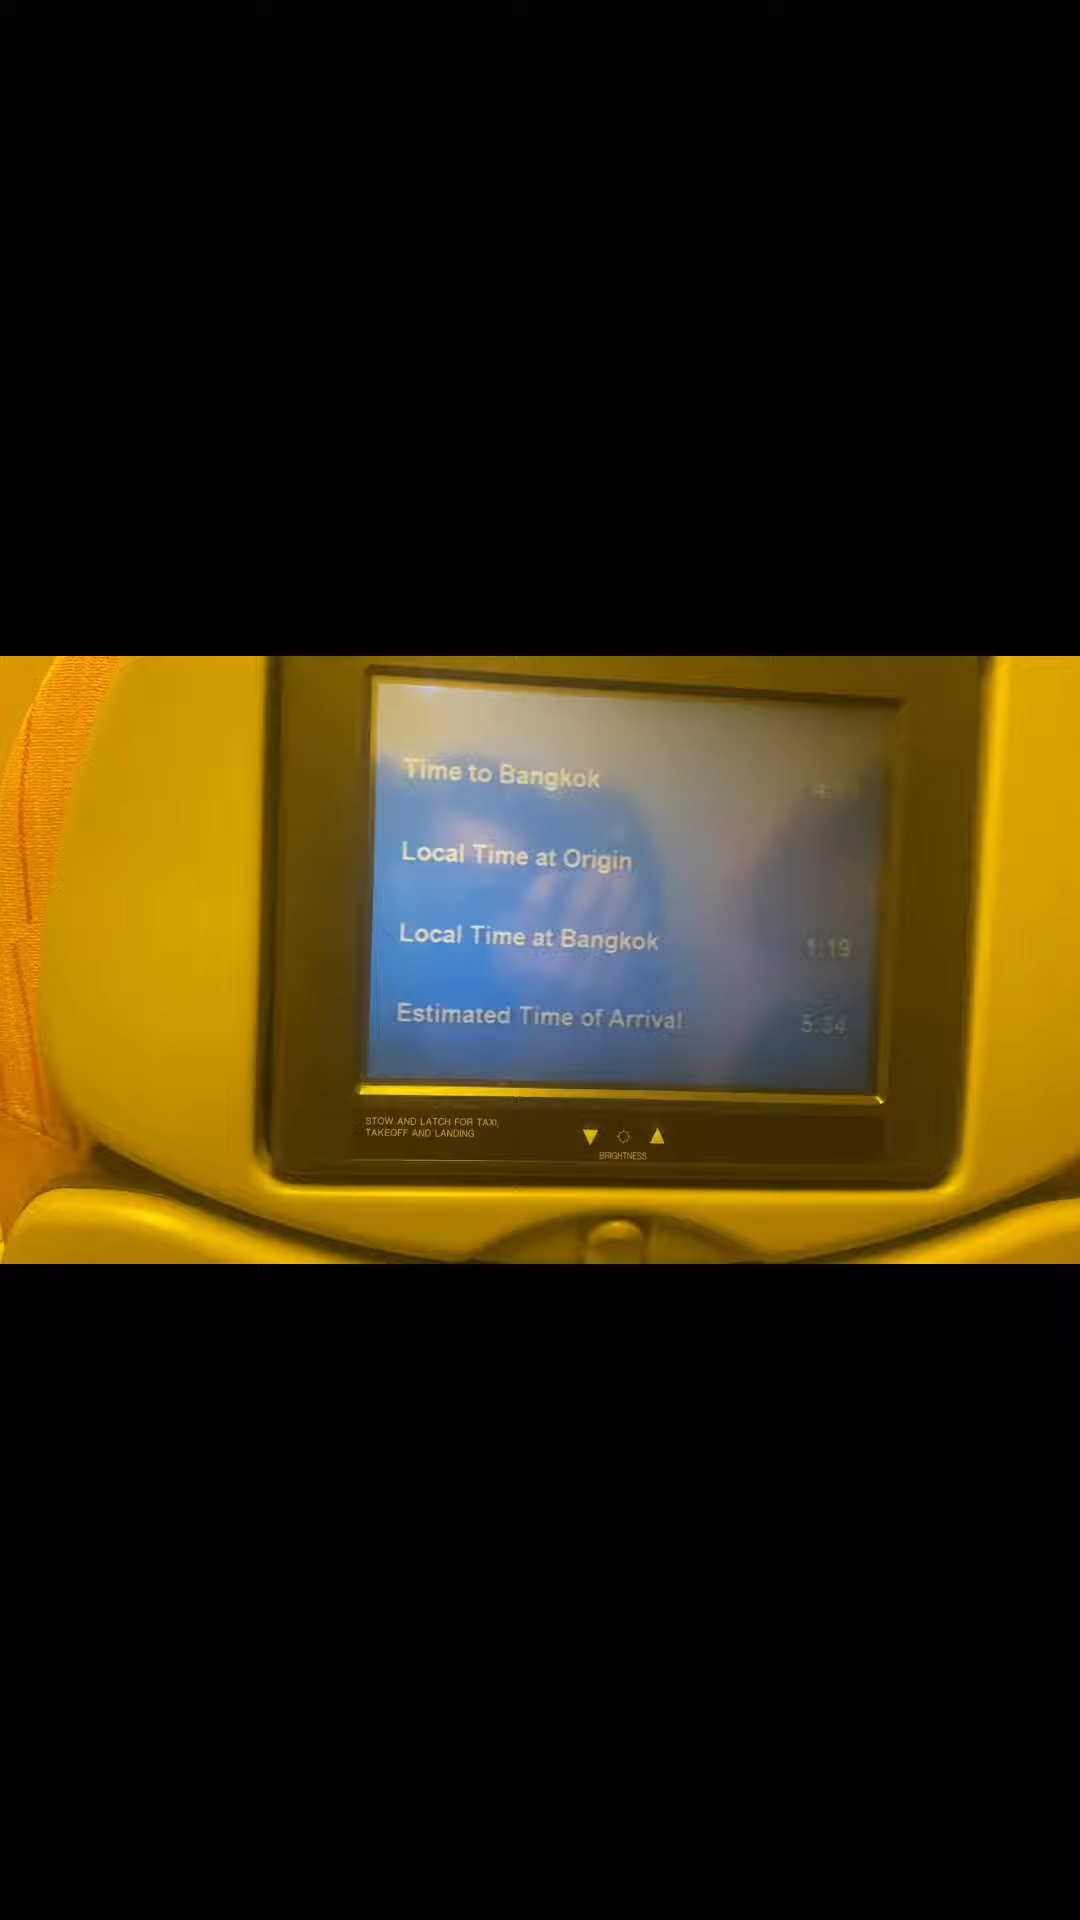 Time to Bangkok
Local Time at Origin
Local Time at Bangkok 1:19
Estimated Time of Arrival 5:34
STOW AND LATCH FOR TAXI,
TAKEOFF AND LANDING
BRIGHTNESS